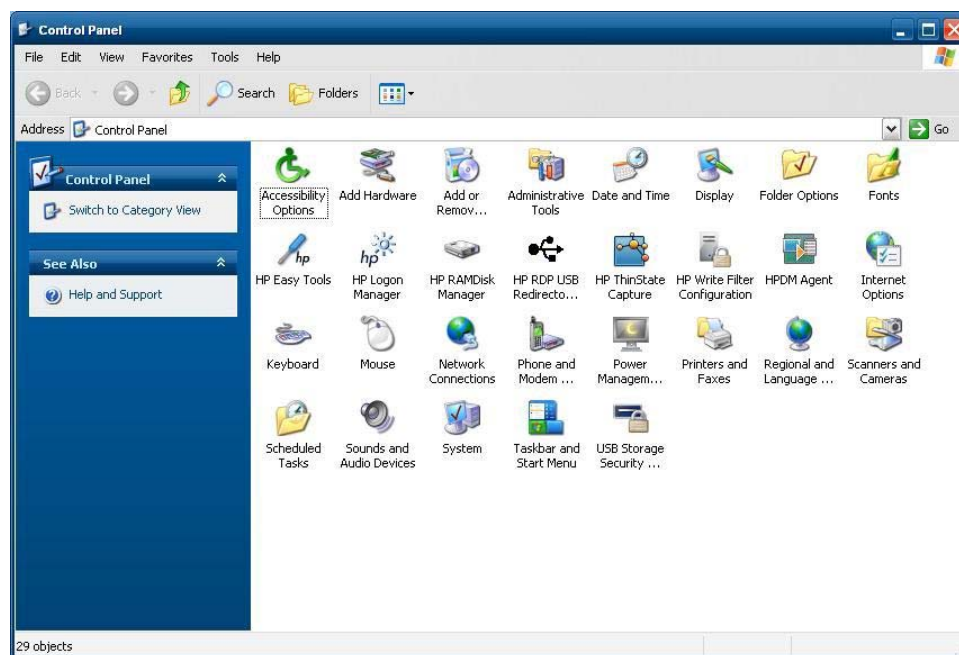 Control Panel
File Edit View Favorites Tools Help
Back Search Folders
Address Control Panel Go
Control Panel
Switch to Category View
See Also
Help and Support
Accessibility Options
Add Hardware
Add or Remov...
Administrative Tools
Date and Time
Display
Folder Options
Fonts
hp
HP Easy Tools
hp
HP Logon Manager
HP RAMDisk Manager
HP RDP USB Redirecto...
HP ThinState Capture
HP Write Filter Configuration
HPDM Agent
Internet Options
Keyboard
Mouse
Network Connections
Phone and Modem ...
Power Managem...
Printers and Faxes
Regional and Language ...
Scanners and Cameras
Scheduled Tasks
Sounds and Audio Devices
System
Taskbar and Start Menu
USB Storage Security ...
29 objects